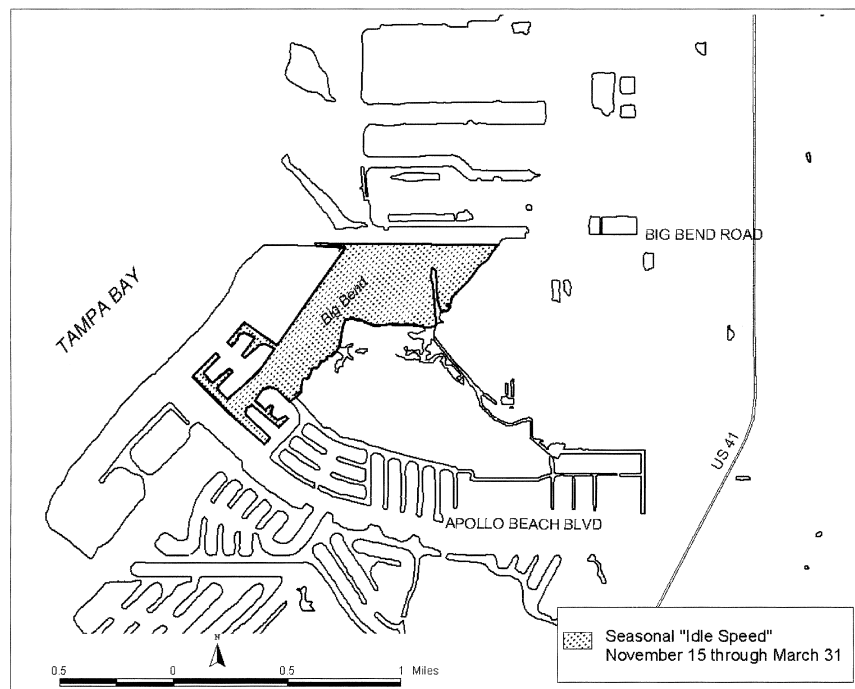 BIG BEND ROAD
TAMPA BAY
Big Bend
US 41
APOLLO BEACH BLVD
Seasonal "Idle Speed"
November 15 through March 31
N
0.5 0 0.5 1 Miles